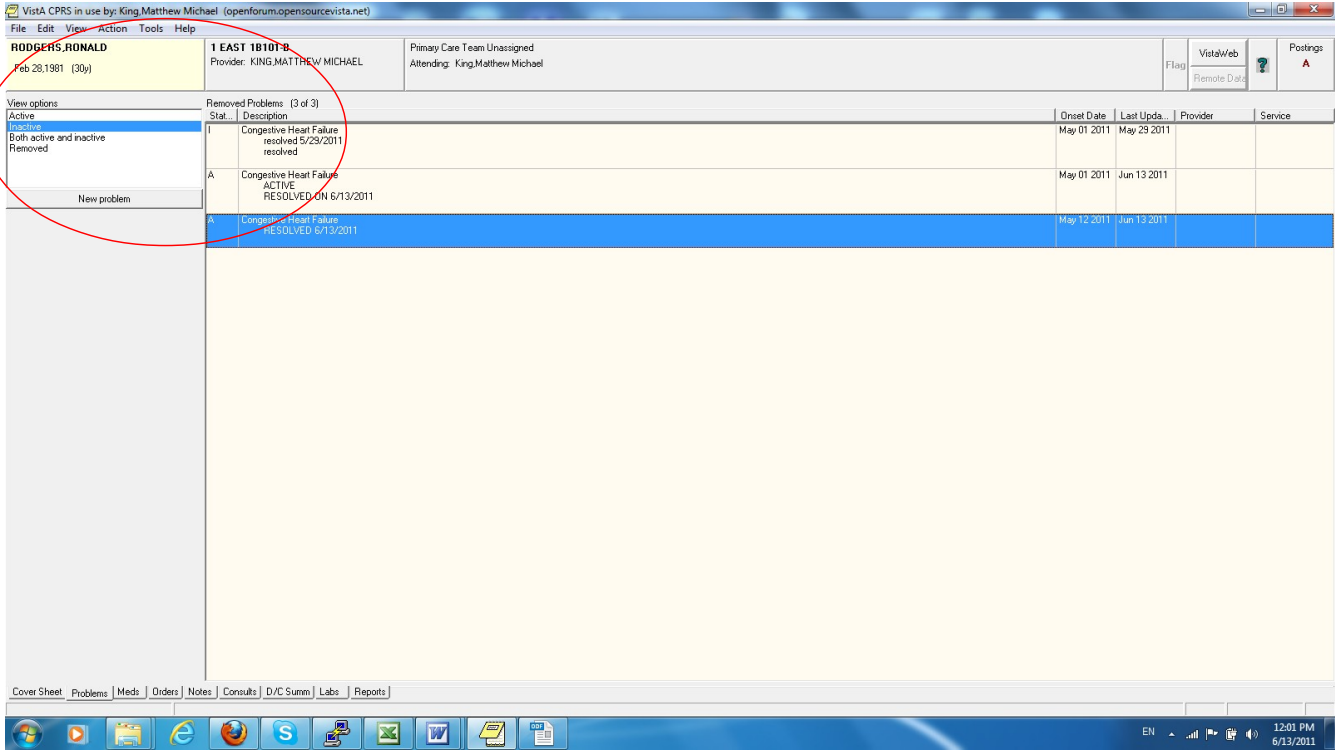 VistA CPRS in use by: King,Matthew Michael (openforum.opensourcevista.net)
File Edit View Action Tools Help
RODGERS,RONALD
Feb 28,1981 (30y)
1 EAST 1B101-B
Provider: KING,MATTHEW MICHAEL
Primary Care Team Unassigned
Attending: King,Matthew Michael
Flag
VistaWeb
Remote Data
?
Postings
A
View options
Active
Inactive
Both active and inactive
Removed
New problem
Removed Problems (3 of 3)
Stat... Description Onset Date Last Upda... Provider Service
I Congestive Heart Failure May 01 2011 May 29 2011
resolved 5/29/2011
resolved
A Congestive Heart Failure May 01 2011 Jun 13 2011
ACTIVE
RESOLVED ON 6/13/2011
A Congestive Heart Failure May 12 2011 Jun 13 2011
RESOLVED 6/13/2011
Cover Sheet Problems Meds Orders Notes Consults D/C Summ Labs Reports
EN 12:01 PM
6/13/2011